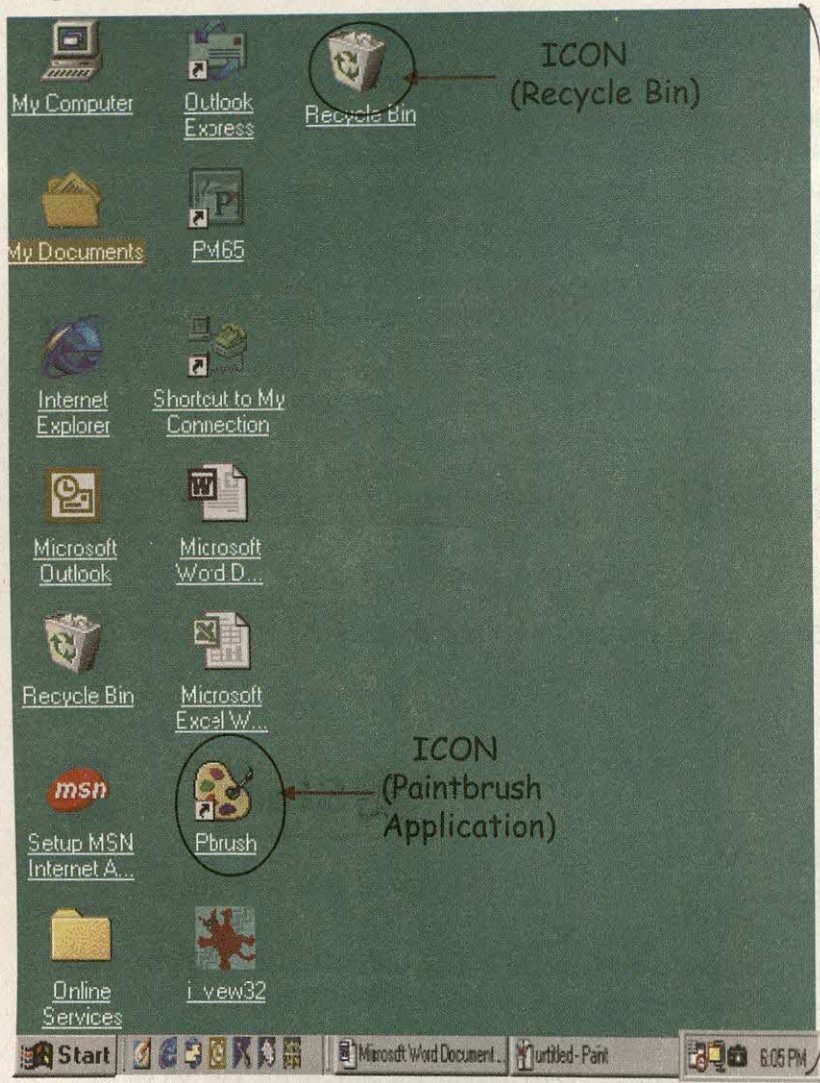 My Computer
Outlook
Express
Recycle Bin
ICON
(Recycle Bin)
My Documents
PM65
Internet
Explorer
Shortcut to My
Connection
Microsoft
Outlook
Microsoft
Word D...
Recycle Bin
Microsoft
Excel W...
ICON
(Paintbrush
Application)
msn
Setup MSN
Internet A...
Pbrush
Online
Services
i_view32
Start
Microsoft Word Document...
untitled - Paint
6:05 PM